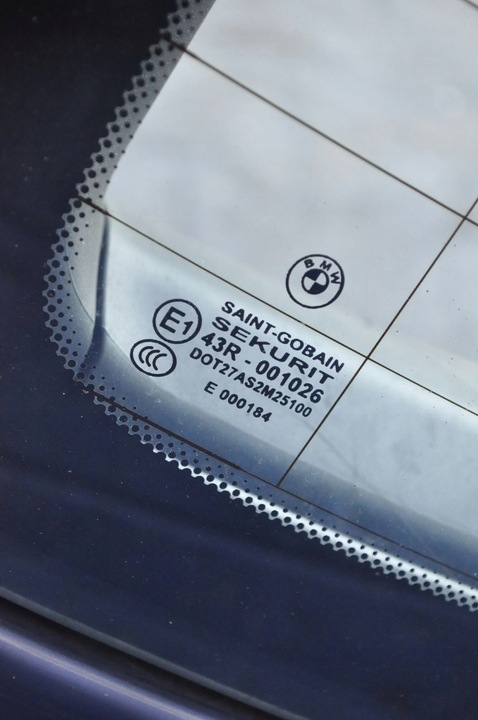 BMW
E1
SAINT-GOBAIN
SEKURIT
43R - 001026
DOT27AS2M25100
E 000184